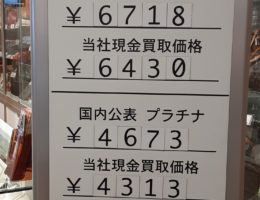 ¥ 6718
当社現金買取価格
¥ 6430
国内公表 プラチナ
¥ 4673
当社現金買取価格
¥ 4313